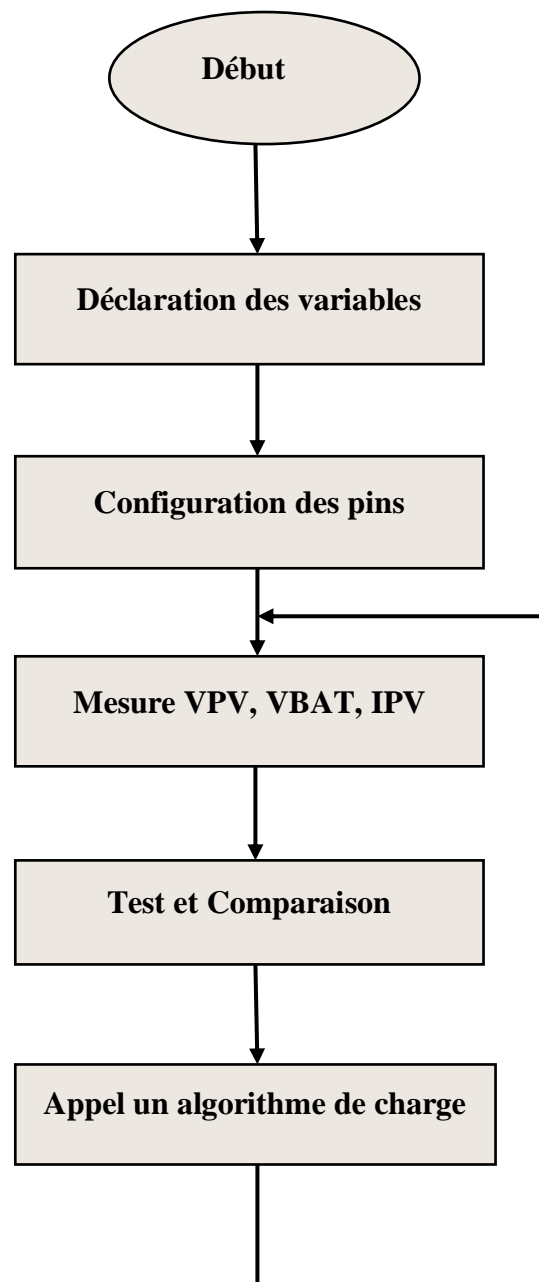 Début
Déclaration des variables
Configuration des pins
Mesure VPV, VBAT, IPV
Test et Comparaison
Appel un algorithme de charge